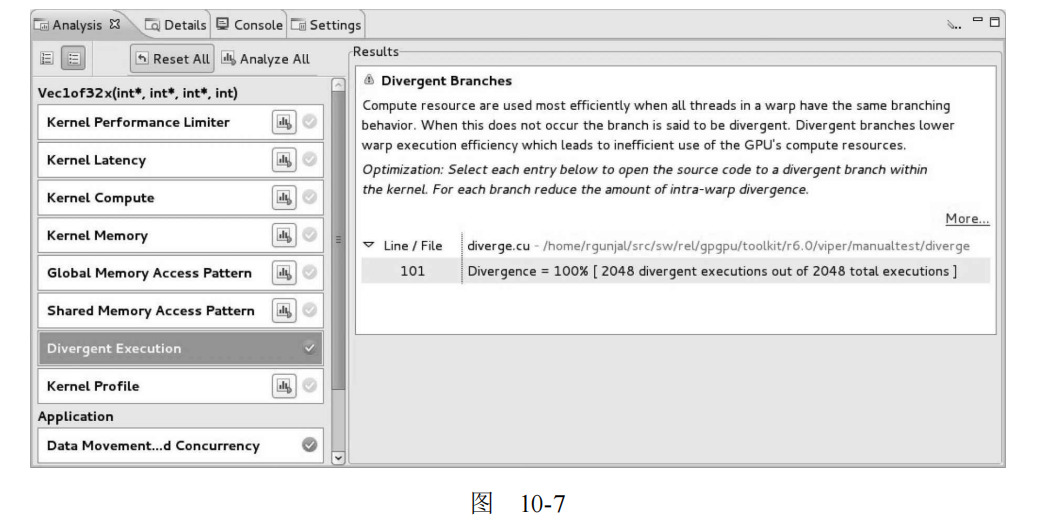 Analysis Details Console Settings
Reset All Analyze All
Vec1of32x(int*, int*, int*, int)
Kernel Performance Limiter
Kernel Latency
Kernel Compute
Kernel Memory
Global Memory Access Pattern
Shared Memory Access Pattern
Divergent Execution
Kernel Profile
Application
Data Movement...d Concurrency
Results
Divergent Branches
Compute resource are used most efficiently when all threads in a warp have the same branching
behavior. When this does not occur the branch is said to be divergent. Divergent branches lower
warp execution efficiency which leads to inefficient use of the GPU's compute resources.
Optimization: Select each entry below to open the source code to a divergent branch within
the kernel. For each branch reduce the amount of intra-warp divergence.
More...
Line / File diverge.cu - /home/rgunjal/src/sw/rel/gpgpu/toolkit/r6.0/viper/manualtest/diverge
101 Divergence = 100% [ 2048 divergent executions out of 2048 total executions ]
图 10-7